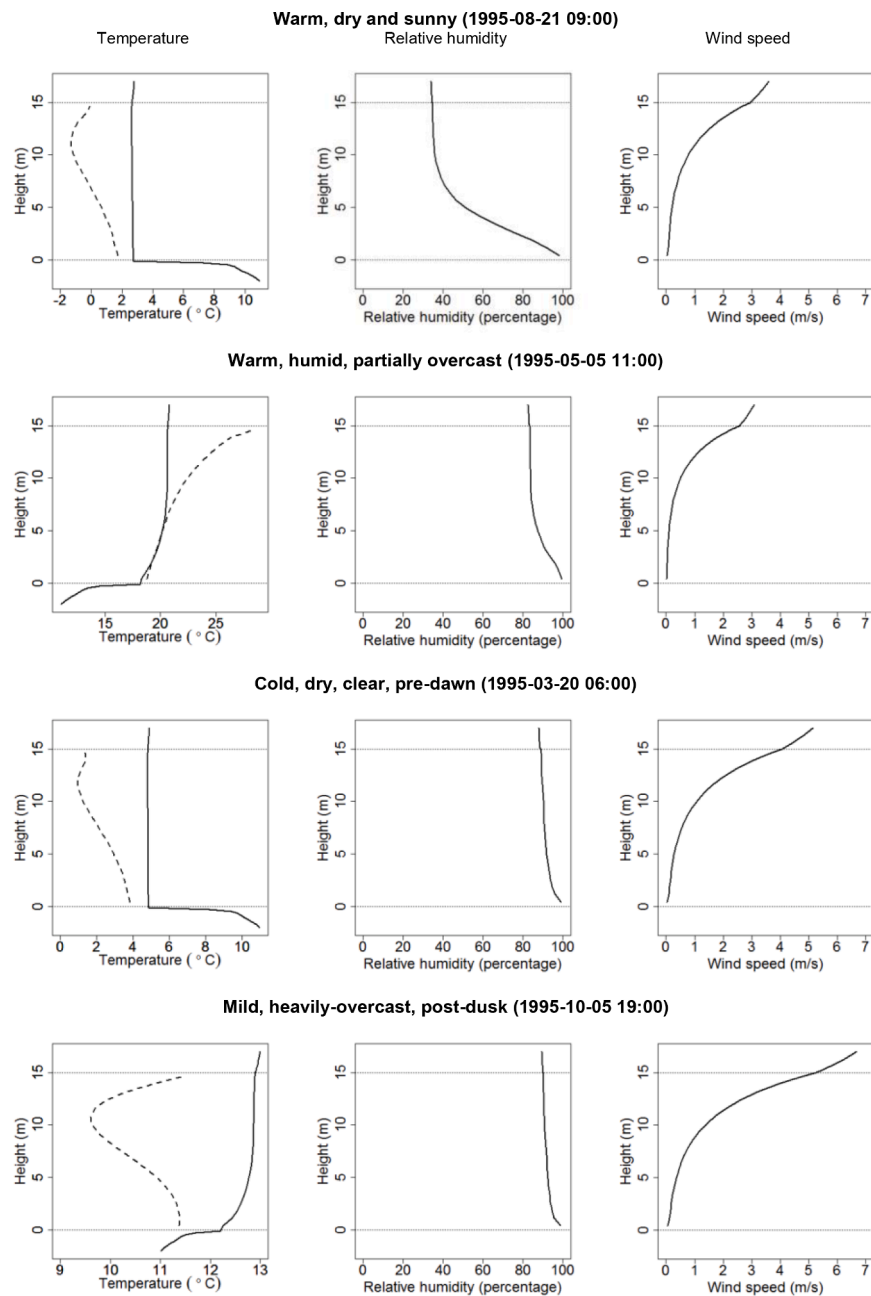 Warm, dry and sunny (1995-08-21 09:00)
Temperature Relative humidity Wind speed
Height (m) Height (m) Height (m)
15 15 15
10 10 10
5 5 5
0 0 0
-2 0 2 4 6 8 10 0 20 40 60 80 100 0 1 2 3 4 5 6 7
Temperature (°C) Relative humidity (percentage) Wind speed (m/s)
Warm, humid, partially overcast (1995-05-05 11:00)
Height (m) Height (m) Height (m)
15 15 15
10 10 10
5 5 5
0 0 0
15 20 25 0 20 40 60 80 100 0 1 2 3 4 5 6 7
Temperature (°C) Relative humidity (percentage) Wind speed (m/s)
Cold, dry, clear, pre-dawn (1995-03-20 06:00)
Height (m) Height (m) Height (m)
15 15 15
10 10 10
5 5 5
0 0 0
0 2 4 6 8 10 0 20 40 60 80 100 0 1 2 3 4 5 6 7
Temperature (°C) Relative humidity (percentage) Wind speed (m/s)
Mild, heavily-overcast, post-dusk (1995-10-05 19:00)
Height (m) Height (m) Height (m)
15 15 15
10 10 10
5 5 5
0 0 0
9 10 11 12 13 0 20 40 60 80 100 0 1 2 3 4 5 6 7
Temperature (°C) Relative humidity (percentage) Wind speed (m/s)